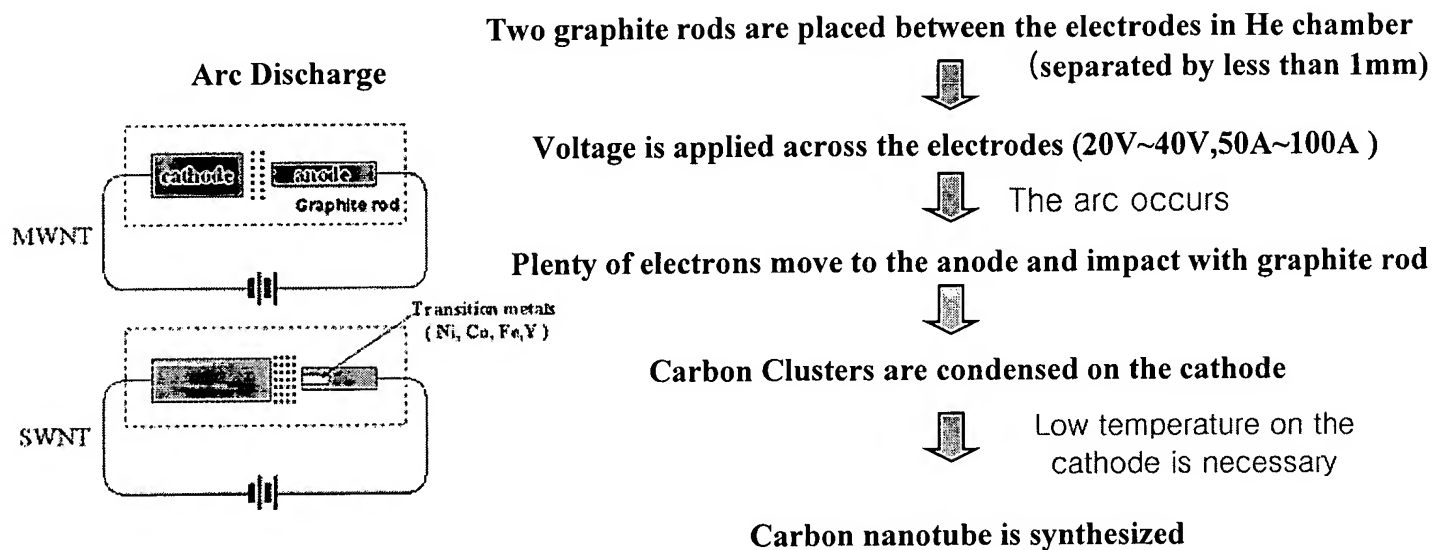 Arc Discharge
cathode
anode
Graphite rod
MWNT
Transition metals
( Ni, Co, Fe, Y )
SWNT
Two graphite rods are placed between the electrodes in He chamber
(separated by less than 1mm)
Voltage is applied across the electrodes (20V~40V,50A~100A )
The arc occurs
Plenty of electrons move to the anode and impact with graphite rod
Carbon Clusters are condensed on the cathode
Low temperature on the
cathode is necessary
Carbon nanotube is synthesized